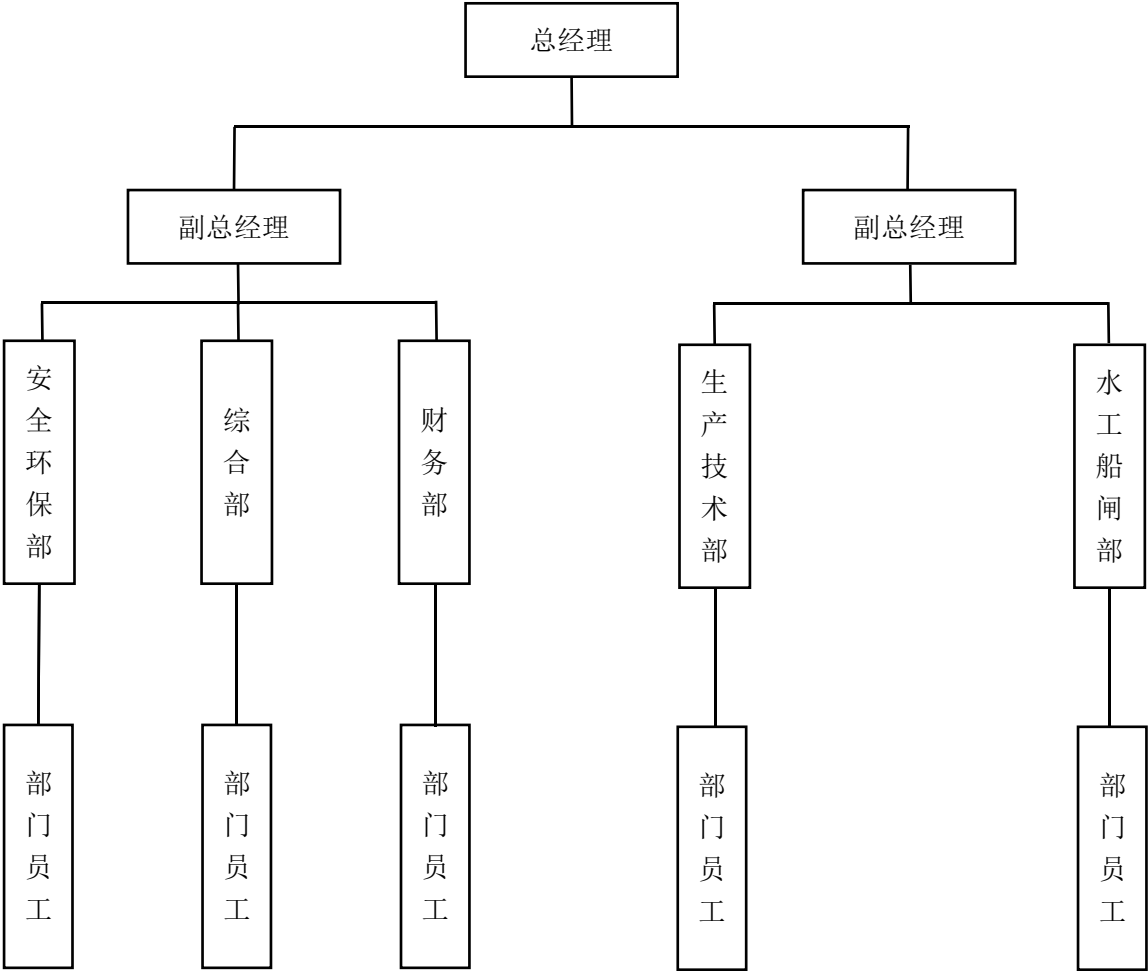 总经理
副总经理
副总经理
安全环保部
综合部
财务部
生产技术部
水工船闸部
部门员工
部门员工
部门员工
部门员工
部门员工